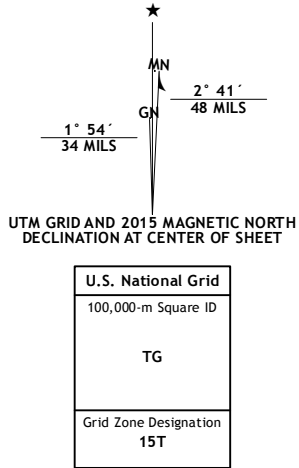 ★
MN
GN
2° 41´
48 MILS
1° 54´
34 MILS
UTM GRID AND 2015 MAGNETIC NORTH
DECLINATION AT CENTER OF SHEET
U.S. National Grid
100,000-m Square ID
TG
Grid Zone Designation
15T